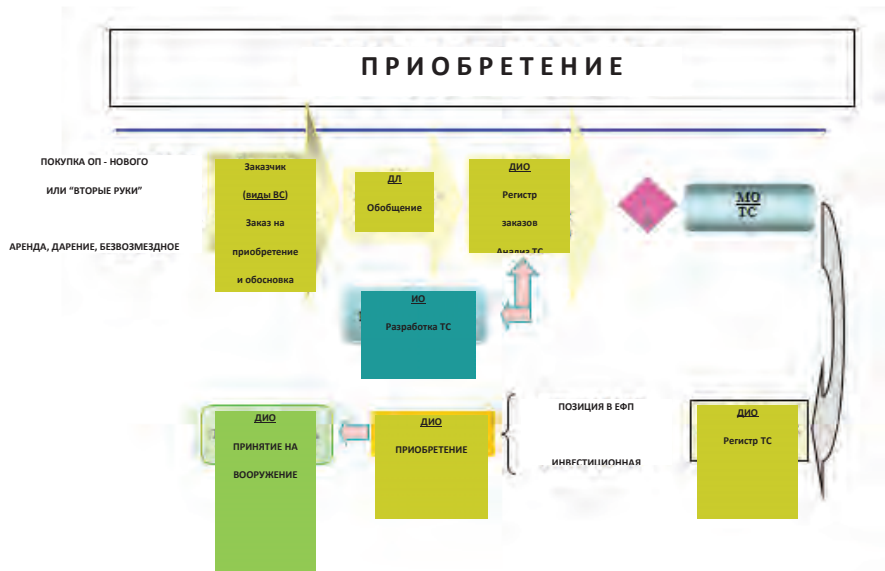 ПРИОБРЕТЕНИЕ
ПОКУПКА ОП - НОВОГО
ИЛИ "ВТОРЫЕ РУКИ"
АРЕНДА, ДАРЕНИЕ, БЕЗВОЗМЕЗДНОЕ
Заказчик
(виды ВС)
Заказ на
приобретение
и обосновка
ДЛ
Обобщение
ДИО
Регистр
заказов
Анализ ТС
МО
ТС
ИО
Разработка ТС
ДИО
ПРИНЯТИЕ НА
ВООРУЖЕНИЕ
ДИО
ПРИОБРЕТЕНИЕ
ПОЗИЦИЯ В ЕФП
ИНВЕСТИЦИОННАЯ
ДИО
Регистр ТС